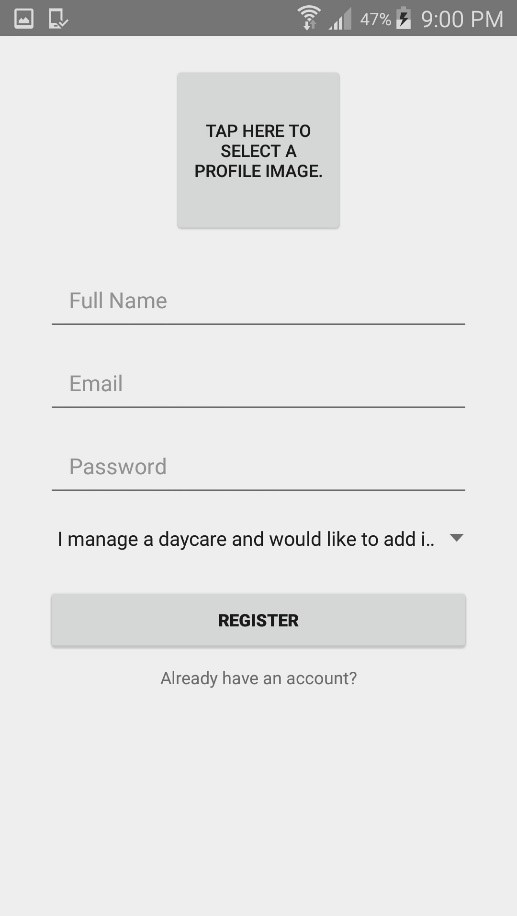 47% 9:00 PM
TAP HERE TO
SELECT A
PROFILE IMAGE.
Full Name
Email
Password
I manage a daycare and would like to add i..
REGISTER
Already have an account?